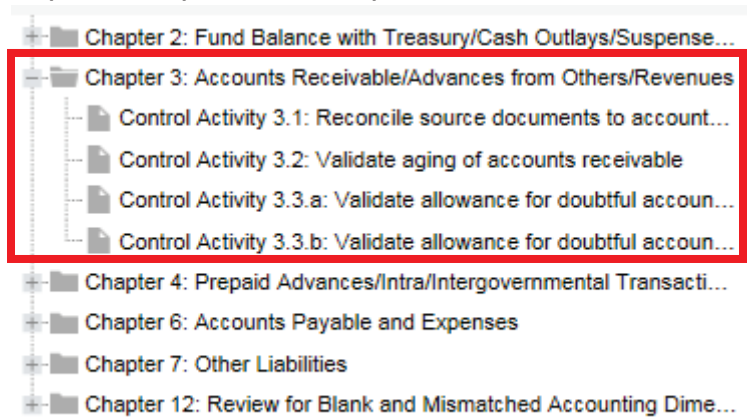 Chapter 2: Fund Balance with Treasury/Cash Outlays/Suspense...
Chapter 3: Accounts Receivable/Advances from Others/Revenues
Control Activity 3.1: Reconcile source documents to account...
Control Activity 3.2: Validate aging of accounts receivable
Control Activity 3.3.a: Validate allowance for doubtful accoun...
Control Activity 3.3.b: Validate allowance for doubtful accoun...
Chapter 4: Prepaid Advances/Intra/Intergovernmental Transacti...
Chapter 6: Accounts Payable and Expenses
Chapter 7: Other Liabilities
Chapter 12: Review for Blank and Mismatched Accounting Dime...